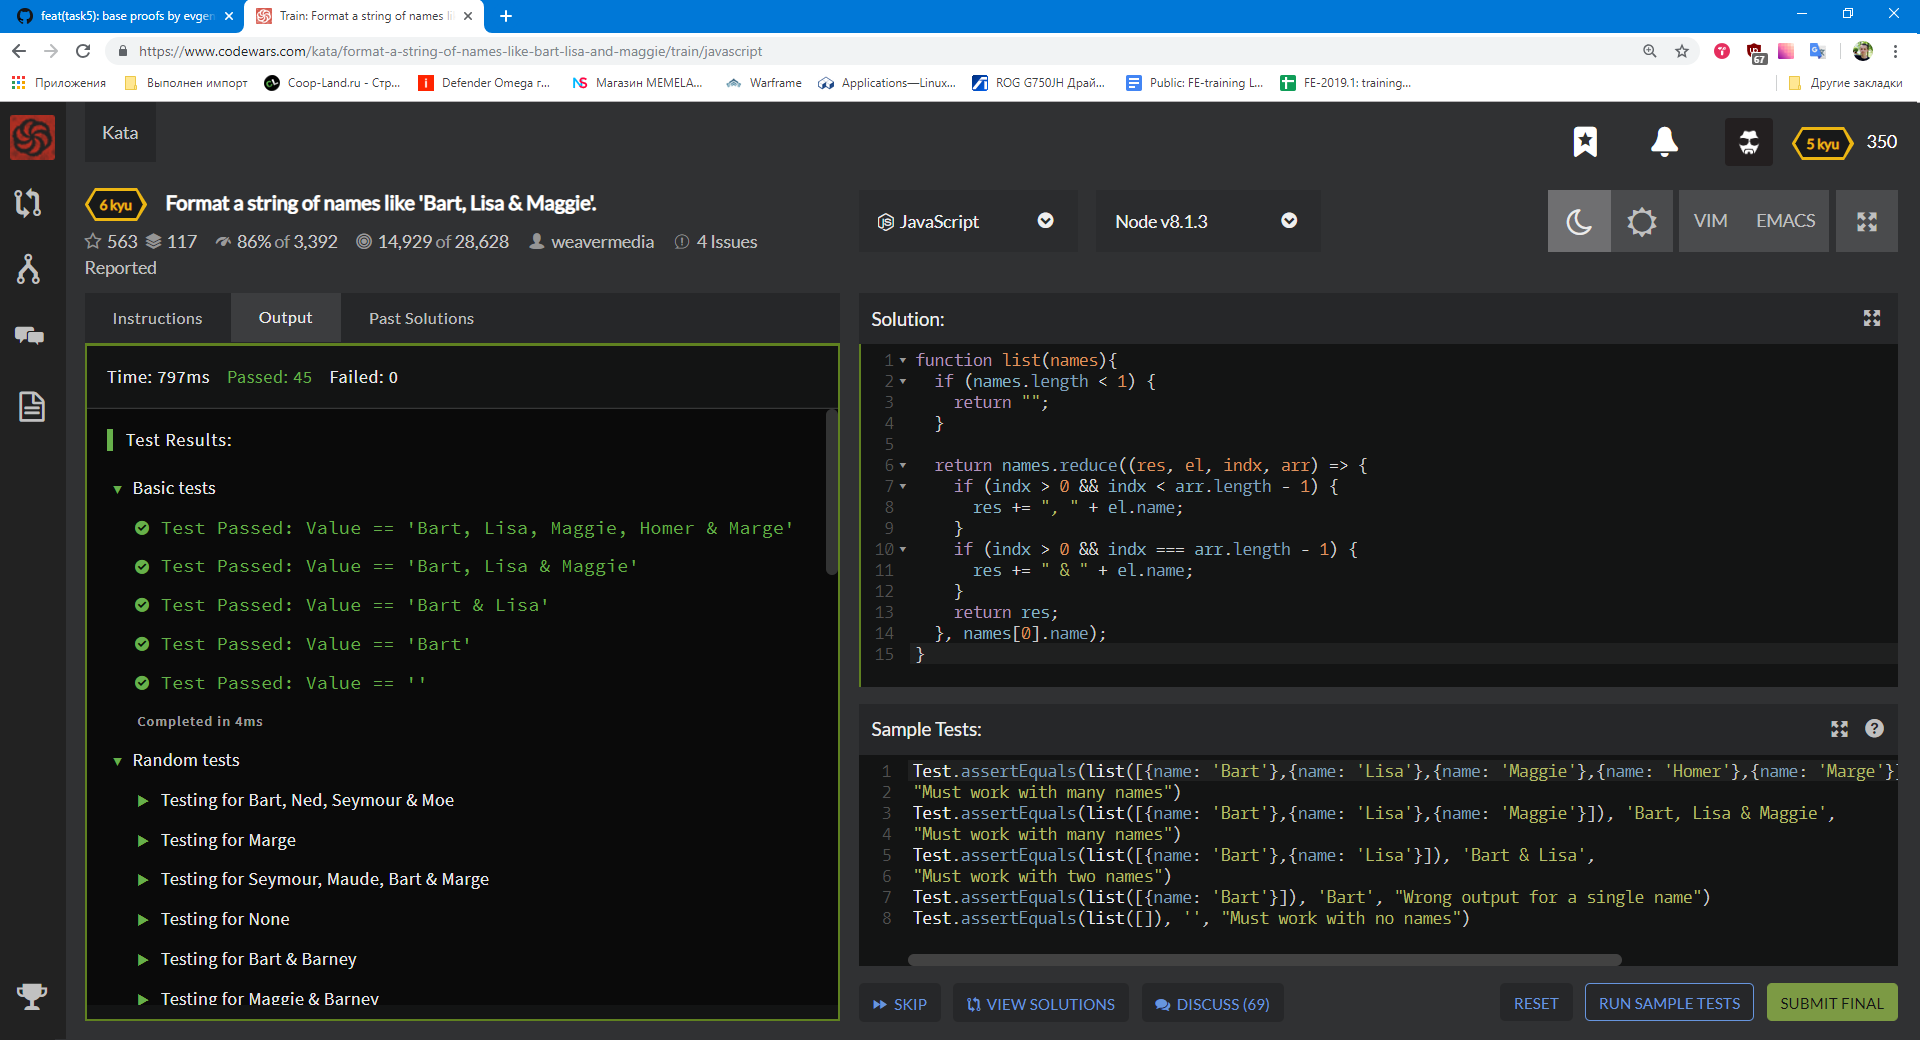 feat(task5): base proofs by evgen
Train: Format a string of names li
https://www.codewars.com/kata/format-a-string-of-names-like-bart-lisa-and-maggie/train/javascript
67
Приложения
Выполнен импорт
Coop-Land.ru - Стр...
Defender Omega r...
Магазин MEMELA...
Warframe
Applications—Linux...
ROG G750JH Драй...
Public: FE-training L...
FE-2019.1: training...
Другие закладки
Kata
5 kyu
350
6 kyu
Format a string of names like 'Bart, Lisa & Maggie'.
563 117 86% of 3,392 14,929 of 28,628 weavermedia 4 Issues
Reported
JavaScript
Node v8.1.3
VIM
EMACS
Instructions
Output
Past Solutions
Time: 797ms Passed: 45 Failed: 0
Test Results:
Basic tests
Test Passed: Value == 'Bart, Lisa, Maggie, Homer & Marge'
Test Passed: Value == 'Bart, Lisa & Maggie'
Test Passed: Value == 'Bart & Lisa'
Test Passed: Value == 'Bart'
Test Passed: Value == ''
Completed in 4ms
Random tests
Testing for Bart, Ned, Seymour & Moe
Testing for Marge
Testing for Seymour, Maude, Bart & Marge
Testing for None
Testing for Bart & Barney
Testing for Maggie & Barney
Solution:
1 function list(names){
2 if (names.length < 1) {
3 return "";
4 }
5
6 return names.reduce((res, el, indx, arr) => {
7 if (indx > 0 && indx < arr.length - 1) {
8 res += ", " + el.name;
9 }
10 if (indx > 0 && indx === arr.length - 1) {
11 res += " & " + el.name;
12 }
13 return res;
14 }, names[0].name);
15 }
Sample Tests:
1 Test.assertEquals(list([{name: 'Bart'},{name: 'Lisa'},{name: 'Maggie'},{name: 'Homer'},{name: 'Marge'}]
2 "Must work with many names")
3 Test.assertEquals(list([{name: 'Bart'},{name: 'Lisa'},{name: 'Maggie'}]), 'Bart, Lisa & Maggie',
4 "Must work with many names")
5 Test.assertEquals(list([{name: 'Bart'},{name: 'Lisa'}]), 'Bart & Lisa',
6 "Must work with two names")
7 Test.assertEquals(list([{name: 'Bart'}]), 'Bart', "Wrong output for a single name")
8 Test.assertEquals(list([]), '', "Must work with no names")
SKIP
VIEW SOLUTIONS
DISCUSS (69)
RESET
RUN SAMPLE TESTS
SUBMIT FINAL